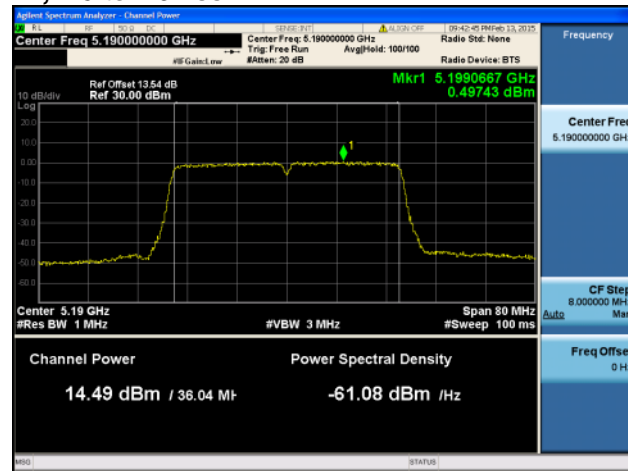 Agilent Spectrum Analyzer - Channel Power
RL RF 50 Ω DC SENSE:INT ALIGN OFF 09:42:45 PM Feb 13, 2015
Center Freq 5.190000000 GHz
Center Freq: 5.190000000 GHz
Radio Std: None
Trig: Free Run Avg|Hold: 100/100
#IFGain:Low #Atten: 20 dB Radio Device: BTS
Mkr1 5.1990667 GHz
0.49743 dBm
Ref Offset 13.54 dB
10 dB/div Ref 30.00 dBm
Log
20.0
10.0
0.00
-10.0
-20.0
-30.0
-40.0
-50.0
-60.0
1
Center 5.19 GHz Span 80 MHz
#Res BW 1 MHz #VBW 3 MHz #Sweep 100 ms
Channel Power Power Spectral Density
14.49 dBm / 36.04 MH -61.08 dBm /Hz
MSG STATUS
Frequency
Center Freq
5.190000000 GH
CF Step
8.000000 MH
Auto Ma
Freq Offse
0 H